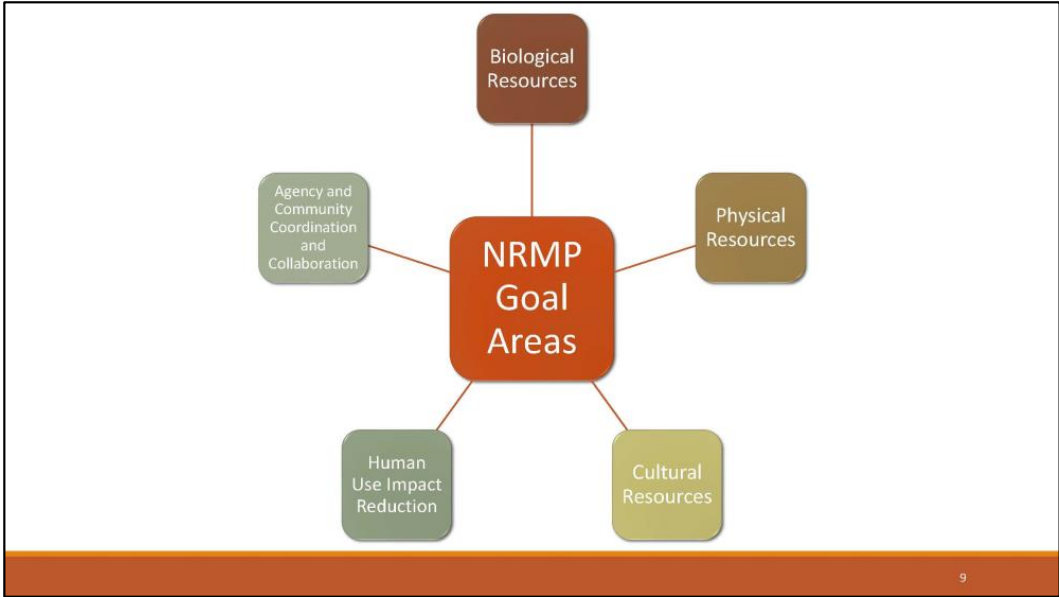 Biological
Resources
Agency and
Community
Coordination
and
Collaboration
Physical
Resources
NRMP
Goal
Areas
Human
Use Impact
Reduction
Cultural
Resources
9